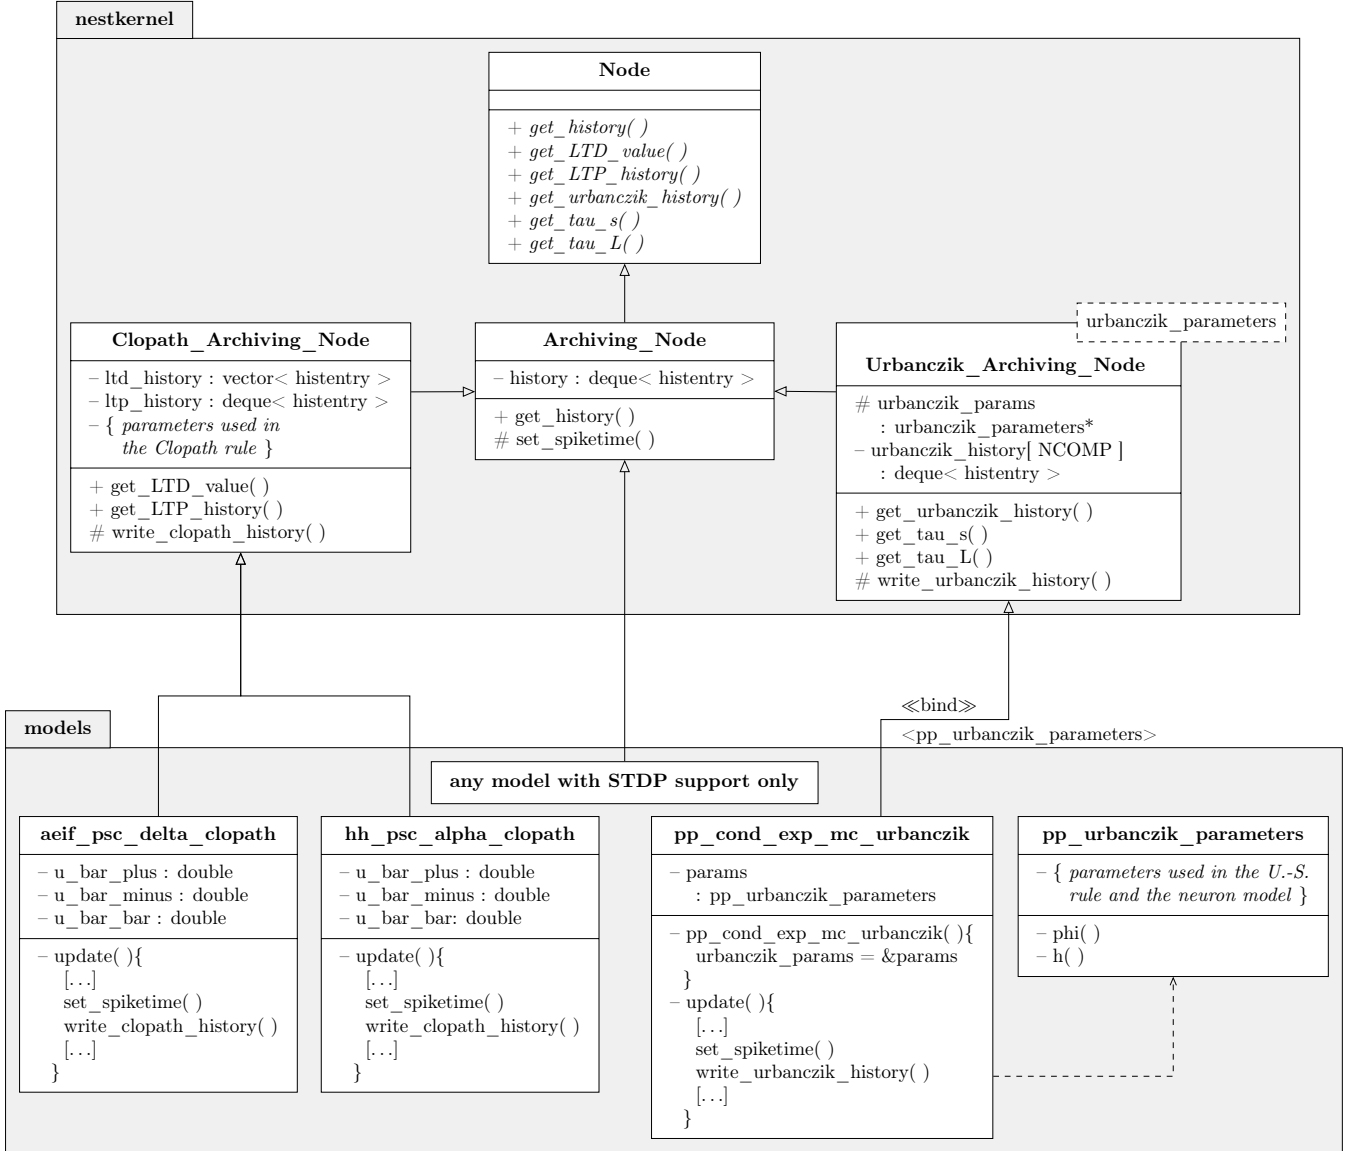 nestkernel
Node
+ get_history( )
+ get_LTD_value( )
+ get_LTP_history( )
+ get_urbanczik_history( )
+ get_tau_s( )
+ get_tau_L( )
Clopath_Archiving_Node
– ltd_history : vector< histentry >
– ltp_history : deque< histentry >
– { parameters used in
the Clopath rule }
+ get_LTD_value( )
+ get_LTP_history( )
# write_clopath_history( )
Archiving_Node
– history : deque< histentry >
+ get_history( )
# set_spiketime( )
urbanczik_parameters
Urbanczik_Archiving_Node
# urbanczik_params
: urbanczik_parameters*
– urbanczik_history[ NCOMP ]
: deque< histentry >
+ get_urbanczik_history( )
+ get_tau_s( )
+ get_tau_L( )
# write_urbanczik_history( )
≪bind≫
<pp_urbanczik_parameters>
models
any model with STDP support only
aeif_psc_delta_clopath
– u_bar_plus : double
– u_bar_minus : double
– u_bar_bar : double
– update( ){
[...]
set_spiketime( )
write_clopath_history( )
[...]
}
hh_psc_alpha_clopath
– u_bar_plus : double
– u_bar_minus : double
– u_bar_bar: double
– update( ){
[...]
set_spiketime( )
write_clopath_history( )
[...]
}
pp_cond_exp_mc_urbanczik
– params
: pp_urbanczik_parameters
– pp_cond_exp_mc_urbanczik( ){
urbanczik_params = &params
}
– update( ){
[...]
set_spiketime( )
write_urbanczik_history( )
[...]
}
pp_urbanczik_parameters
– { parameters used in the U.-S.
rule and the neuron model }
– phi( )
– h( )